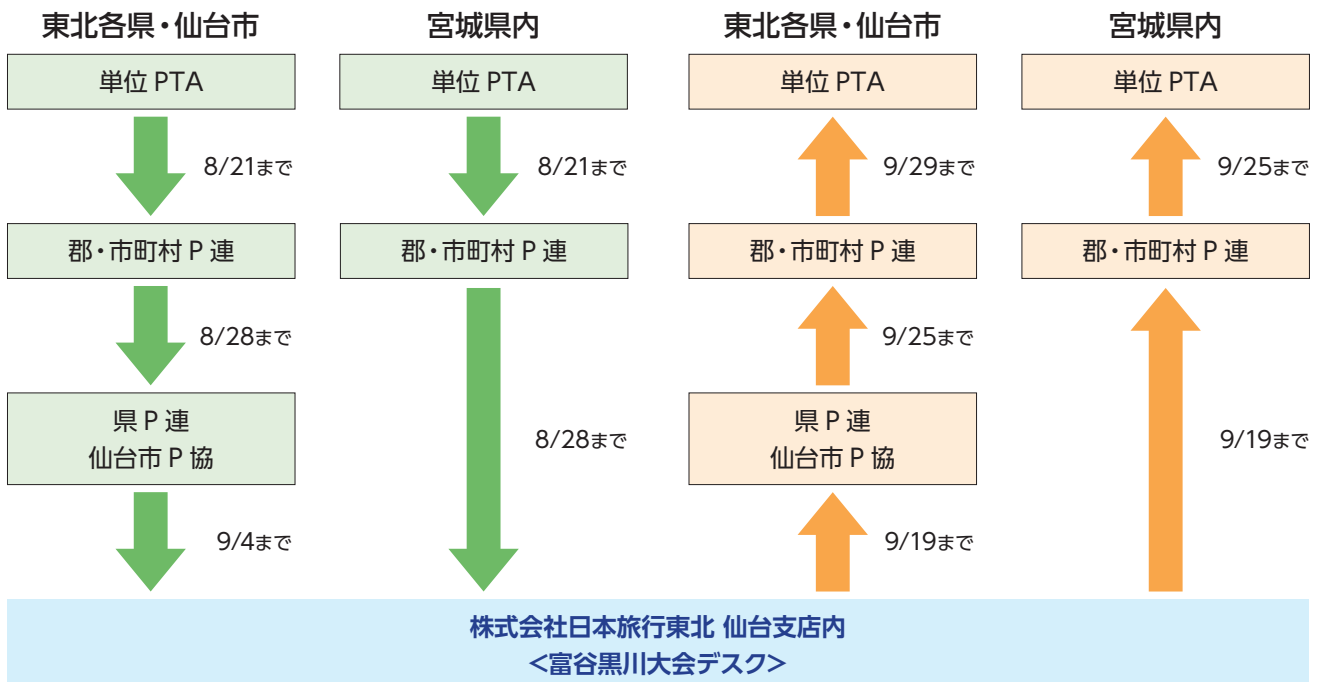 東北各県・仙台市
単位 PTA
8/21まで
郡・市町村 P 連
8/28まで
県 P 連
仙台市 P 協
9/4まで
宮城県内
単位 PTA
8/21まで
郡・市町村 P 連
8/28まで
東北各県・仙台市
単位 PTA
9/29まで
郡・市町村 P 連
9/25まで
県 P 連
仙台市 P 協
9/19まで
宮城県内
単位 PTA
9/25まで
郡・市町村 P 連
9/19まで
株式会社日本旅行東北 仙台支店内
<富谷黒川大会デスク>